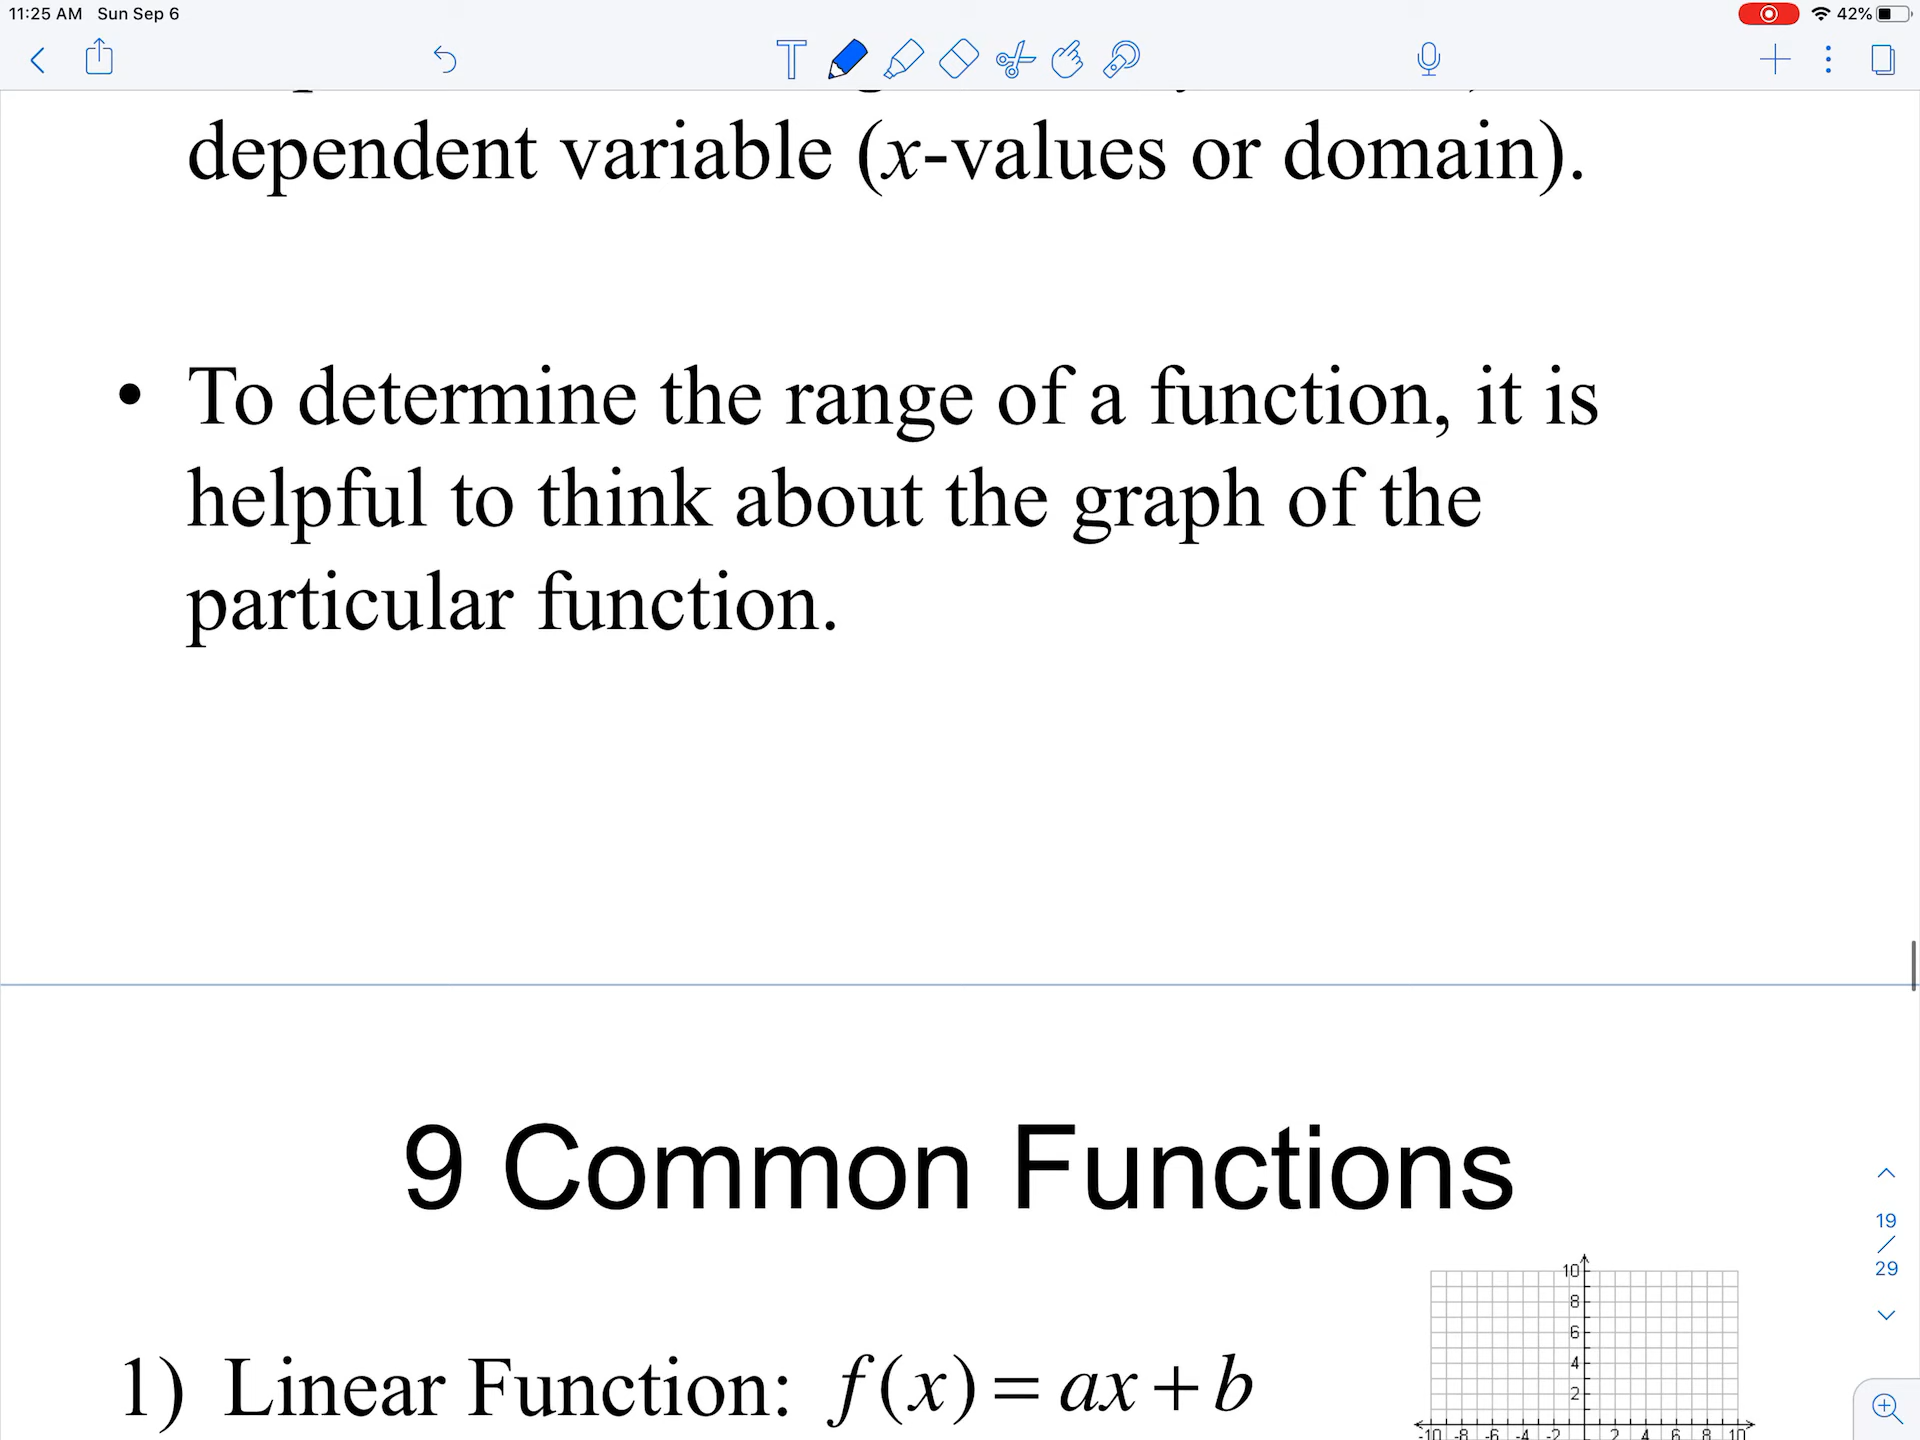 11:25 AM Sun Sep 6
42%
dependent variable (x-values or domain).
• To determine the range of a function, it is
helpful to think about the graph of the
particular function.
9 Common Functions
19
/
29
1) Linear Function: f(x) = ax + b
10
8
6
4
2
-10 -8 -6 -4 -2 2 4 6 8 10